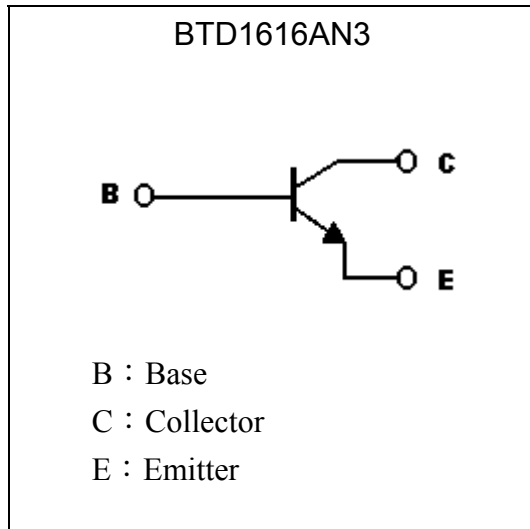 BTD1616AN3
C
B
E
B：Base
C：Collector
E：Emitter